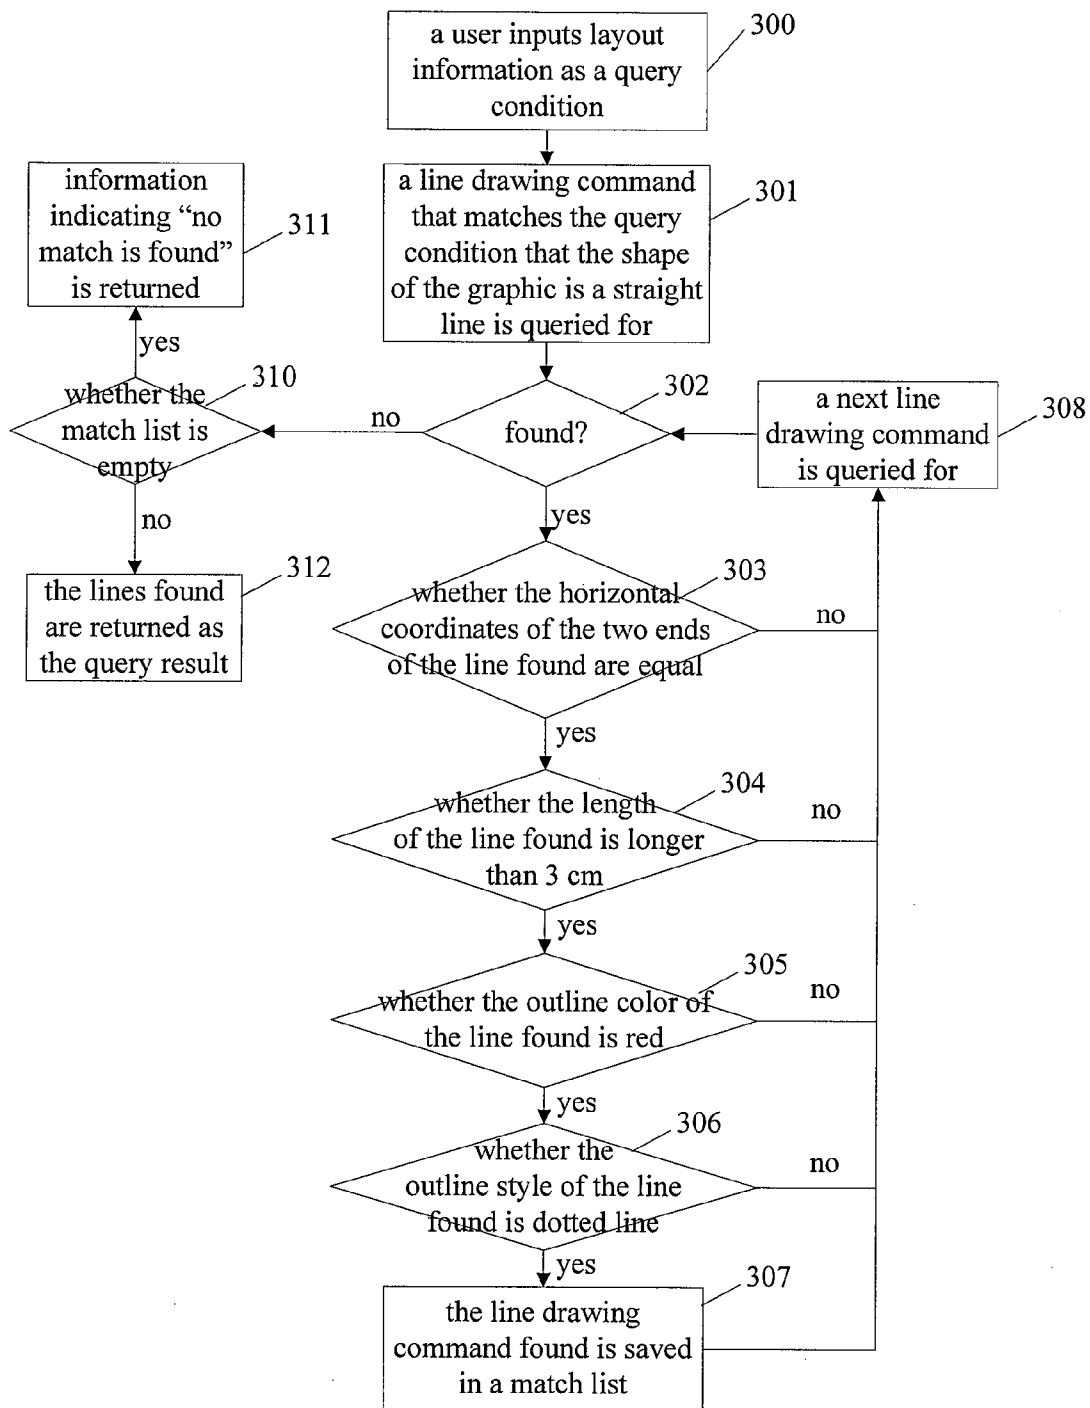 a user inputs layout
information as a query
condition
300
a line drawing command
that matches the query
condition that the shape
of the graphic is a straight
line is queried for
301
information
indicating “no
match is found”
is returned
311
yes
whether the
match list is
empty
310
no
found?
302
a next line
drawing command
is queried for
308
no
the lines found
are returned as
the query result
312
yes
whether the horizontal
coordinates of the two ends
of the line found are equal
303
no
yes
whether the length
of the line found is longer
than 3 cm
304
no
yes
whether the outline color of
the line found is red
305
no
yes
whether the
outline style of the line
found is dotted line
306
no
yes
the line drawing
command found is saved
in a match list
307